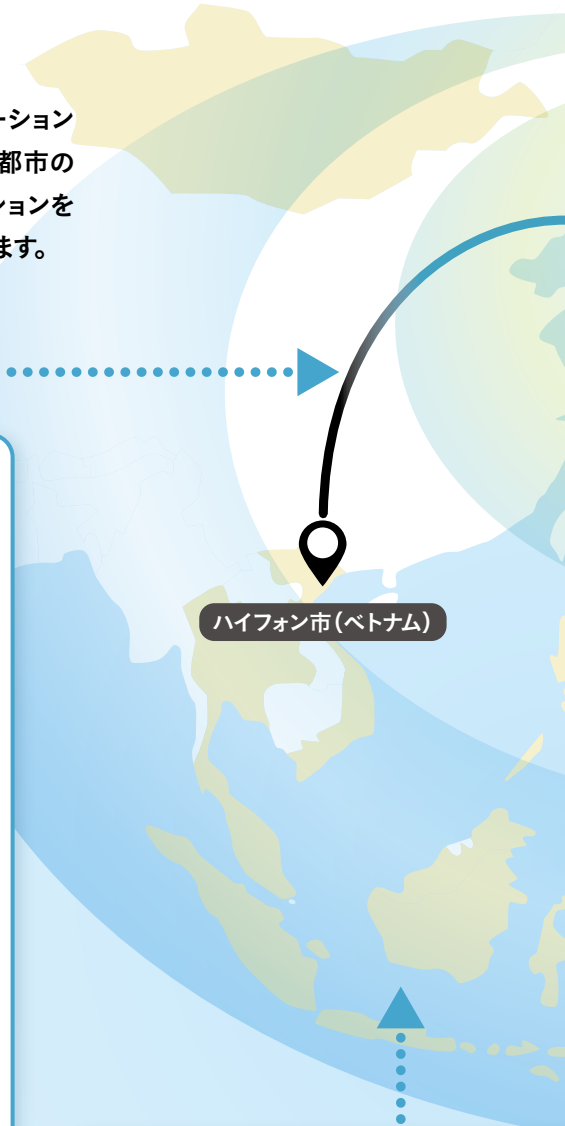 ーション
都市の
ションを
ます。
ハイフォン市（ベトナム）